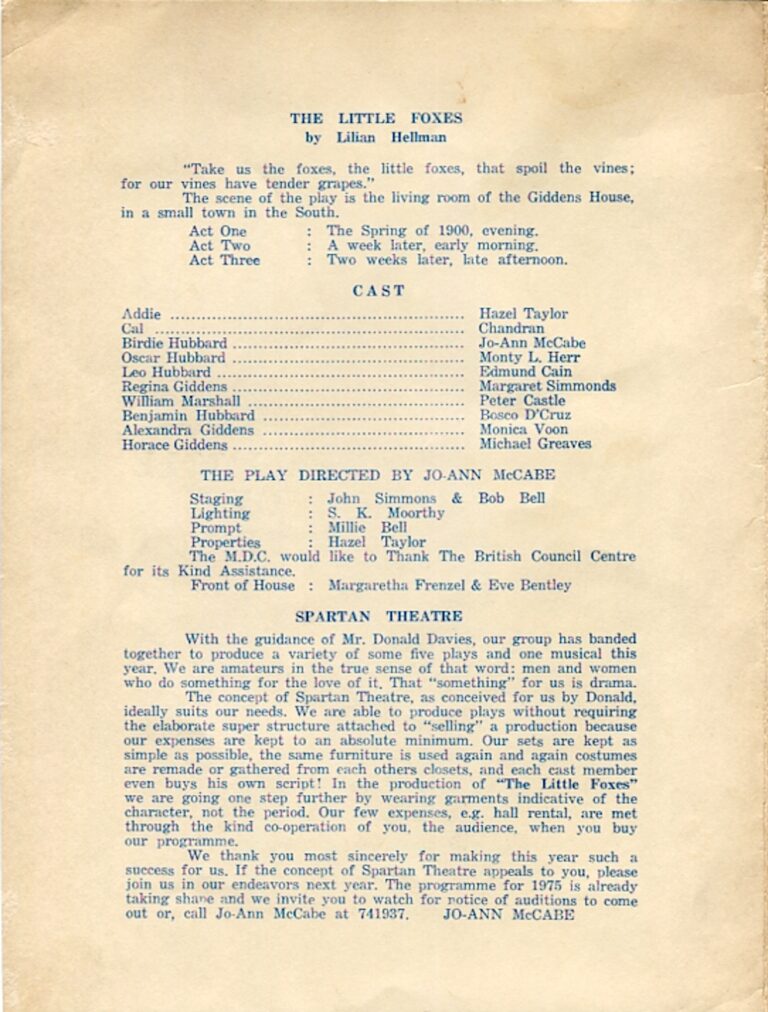 THE LITTLE FOXES
by Lilian Hellman
"Take us the foxes, the little foxes, that spoil the vines;
for our vines have tender grapes."
The scene of the play is the living room of the Giddens House,
in a small town in the South.
Act One : The Spring of 1900, evening.
Act Two : A week later, early morning.
Act Three : Two weeks later, late afternoon.
CAST
Addie ........ Hazel Taylor
Cal ........ Chandran
Birdie Hubbard ........ Jo-Ann McCabe
Oscar Hubbard ........ Monty L. Herr
Leo Hubbard ........ Edmund Cain
Regina Giddens ........ Margaret Simmonds
William Marshall ........ Peter Castle
Benjamin Hubbard ........ Bosco D'Cruz
Alexandra Giddens ........ Monica Voon
Horace Giddens ........ Michael Greaves
THE PLAY DIRECTED BY JO-ANN McCABE
Staging : John Simmons & Bob Bell
Lighting : S. K. Moorthy
Prompt : Millie Bell
Properties : Hazel Taylor
The M.D.C. would like to Thank The British Council Centre
for its Kind Assistance.
Front of House : Margaretha Frenzel & Eve Bentley
SPARTAN THEATRE
With the guidance of Mr. Donald Davies, our group has banded
together to produce a variety of some five plays and one musical this
year. We are amateurs in the true sense of that word: men and women
who do something for the love of it. That "something" for us is drama.
The concept of Spartan Theatre, as conceived for us by Donald,
ideally suits our needs. We are able to produce plays without requiring
the elaborate super structure attached to "selling" a production because
our expenses are kept to an absolute minimum. Our sets are kept as
simple as possible, the same furniture is used again and again costumes
are remade or gathered from each others closets, and each cast member
even buys his own script! In the production of "The Little Foxes"
we are going one step further by wearing garments indicative of the
character, not the period. Our few expenses, e.g. hall rental, are met
through the kind co-operation of you, the audience, when you buy
our programme.
We thank you most sincerely for making this year such a
success for us. If the concept of Spartan Theatre appeals to you, please
join us in our endeavors next year. The programme for 1975 is already
taking shape and we invite you to watch for notice of auditions to come
out or, call Jo-Ann McCabe at 741937. JO-ANN McCABE